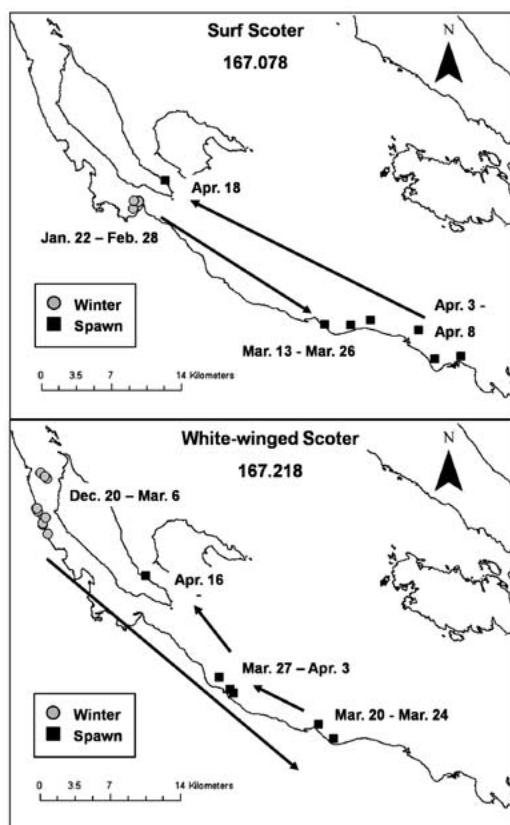 Surf Scoter
167.078
N
Apr. 18
Jan. 22 – Feb. 28
Apr. 3 -
Apr. 8
Winter
Spawn
Mar. 13 - Mar. 26
0 3.5 7 14 Kilometers
White-winged Scoter
167.218
N
Dec. 20 – Mar. 6
Apr. 16
-
Mar. 27 – Apr. 3
Winter
Spawn
Mar. 20 - Mar. 24
0 3.5 7 14 Kilometers